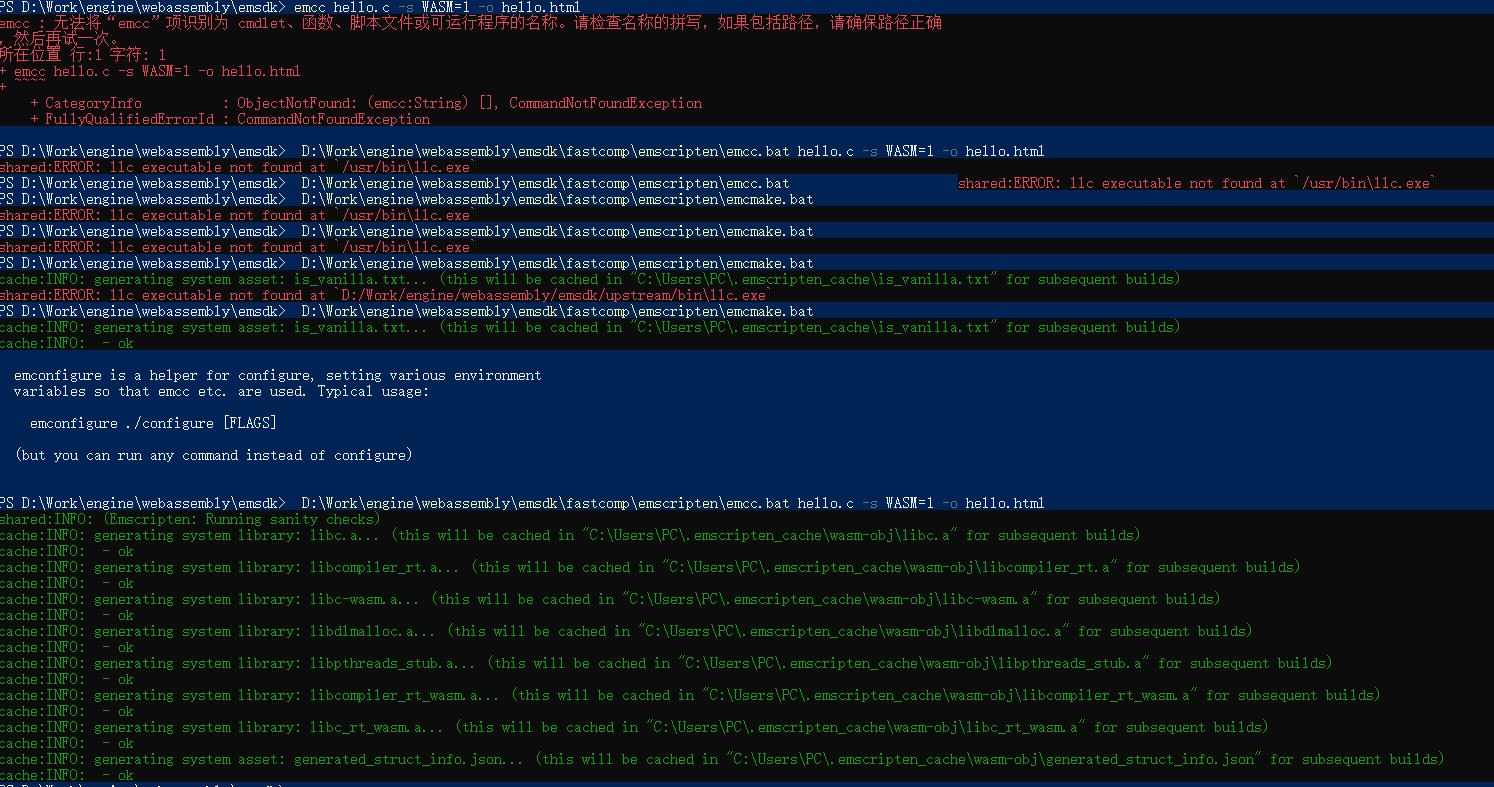 PS D:\Work\engine\webassembly\emsdk> emcc hello.c -s WASM=1 -o hello.html
emcc : 无法将“emcc”项识别为 cmdlet、函数、脚本文件或可运行程序的名称。请检查名称的拼写，如果包括路径，请确保路径正确
，然后再试一次。
所在位置 行:1 字符: 1
+ emcc hello.c -s WASM=1 -o hello.html
+ ~~~~
    + CategoryInfo          : ObjectNotFound: (emcc:String) [], CommandNotFoundException
    + FullyQualifiedErrorId : CommandNotFoundException
PS D:\Work\engine\webassembly\emsdk>  D:\Work\engine\webassembly\emsdk\fastcomp\emscripten\emcc.bat hello.c -s WASM=1 -o hello.html
shared:ERROR: llc executable not found at `/usr/bin\llc.exe`
PS D:\Work\engine\webassembly\emsdk>  D:\Work\engine\webassembly\emsdk\fastcomp\emscripten\emcc.bat                     shared:ERROR: llc executable not found at `/usr/bin\llc.exe`
PS D:\Work\engine\webassembly\emsdk>  D:\Work\engine\webassembly\emsdk\fastcomp\emscripten\emcmake.bat
shared:ERROR: llc executable not found at `/usr/bin\llc.exe`
PS D:\Work\engine\webassembly\emsdk>  D:\Work\engine\webassembly\emsdk\fastcomp\emscripten\emcmake.bat
shared:ERROR: llc executable not found at `/usr/bin\llc.exe`
PS D:\Work\engine\webassembly\emsdk>  D:\Work\engine\webassembly\emsdk\fastcomp\emscripten\emcmake.bat
cache:INFO: generating system asset: is_vanilla.txt... (this will be cached in "C:\Users\PC\.emscripten_cache\is_vanilla.txt" for subsequent builds)
shared:ERROR: llc executable not found at `D:/Work/engine/webassembly/emsdk/upstream/bin\llc.exe`
PS D:\Work\engine\webassembly\emsdk>  D:\Work\engine\webassembly\emsdk\fastcomp\emscripten\emcmake.bat
cache:INFO: generating system asset: is_vanilla.txt... (this will be cached in "C:\Users\PC\.emscripten_cache\is_vanilla.txt" for subsequent builds)
cache:INFO:  - ok
  emconfigure is a helper for configure, setting various environment
  variables so that emcc etc. are used. Typical usage:
    emconfigure ./configure [FLAGS]
  (but you can run any command instead of configure)
PS D:\Work\engine\webassembly\emsdk>  D:\Work\engine\webassembly\emsdk\fastcomp\emscripten\emcc.bat hello.c -s WASM=1 -o hello.html
shared:INFO: (Emscripten: Running sanity checks)
cache:INFO: generating system library: libc.a... (this will be cached in "C:\Users\PC\.emscripten_cache\wasm-obj\libc.a" for subsequent builds)
cache:INFO:  - ok
cache:INFO: generating system library: libcompiler_rt.a... (this will be cached in "C:\Users\PC\.emscripten_cache\wasm-obj\libcompiler_rt.a" for subsequent builds)
cache:INFO:  - ok
cache:INFO: generating system library: libc-wasm.a... (this will be cached in "C:\Users\PC\.emscripten_cache\wasm-obj\libc-wasm.a" for subsequent builds)
cache:INFO:  - ok
cache:INFO: generating system library: libdlmalloc.a... (this will be cached in "C:\Users\PC\.emscripten_cache\wasm-obj\libdlmalloc.a" for subsequent builds)
cache:INFO:  - ok
cache:INFO: generating system library: libpthreads_stub.a... (this will be cached in "C:\Users\PC\.emscripten_cache\wasm-obj\libpthreads_stub.a" for subsequent builds)
cache:INFO:  - ok
cache:INFO: generating system library: libcompiler_rt_wasm.a... (this will be cached in "C:\Users\PC\.emscripten_cache\wasm-obj\libcompiler_rt_wasm.a" for subsequent builds)
cache:INFO:  - ok
cache:INFO: generating system library: libc_rt_wasm.a... (this will be cached in "C:\Users\PC\.emscripten_cache\wasm-obj\libc_rt_wasm.a" for subsequent builds)
cache:INFO:  - ok
cache:INFO: generating system asset: generated_struct_info.json... (this will be cached in "C:\Users\PC\.emscripten_cache\wasm-obj\generated_struct_info.json" for subsequent builds)
cache:INFO:  - ok